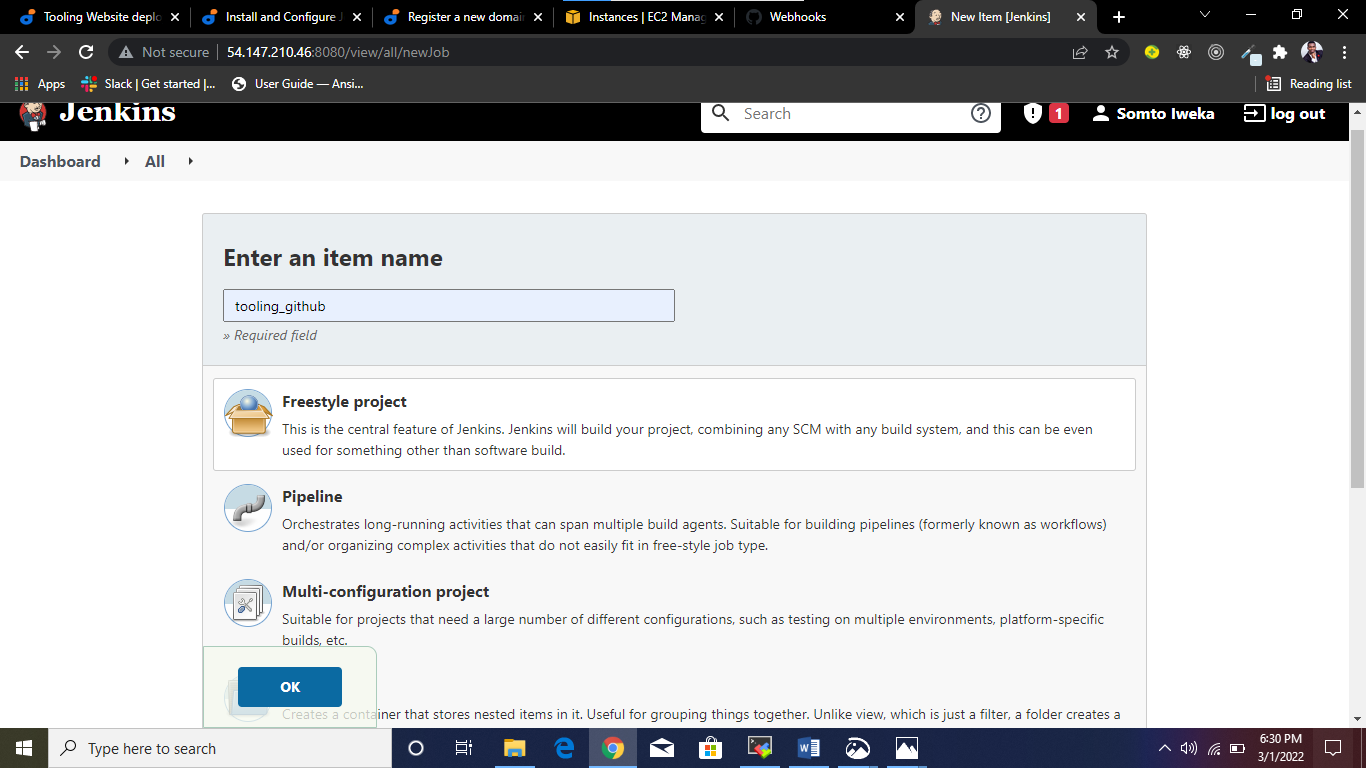 Tooling Website deplo
Install and Configure J
Register a new domain
Instances | EC2 Manag
Webhooks
New Item [Jenkins]
Not secure
54.147.210.46:8080/view/all/newJob
Apps
Slack | Get started |...
User Guide — Ansi...
Reading list
Jenkins
Search
1
Somto Iweka
log out
Dashboard
All
Enter an item name
tooling_github
» Required field
Freestyle project
This is the central feature of Jenkins. Jenkins will build your project, combining any SCM with any build system, and this can be even
used for something other than software build.
Pipeline
Orchestrates long-running activities that can span multiple build agents. Suitable for building pipelines (formerly known as workflows)
and/or organizing complex activities that do not easily fit in free-style job type.
Multi-configuration project
Suitable for projects that need a large number of different configurations, such as testing on multiple environments, platform-specific
builds, etc.
OK
Creates a container that stores nested items in it. Useful for grouping things together. Unlike view, which is just a filter, a folder creates a
Type here to search
6:30 PM
3/1/2022